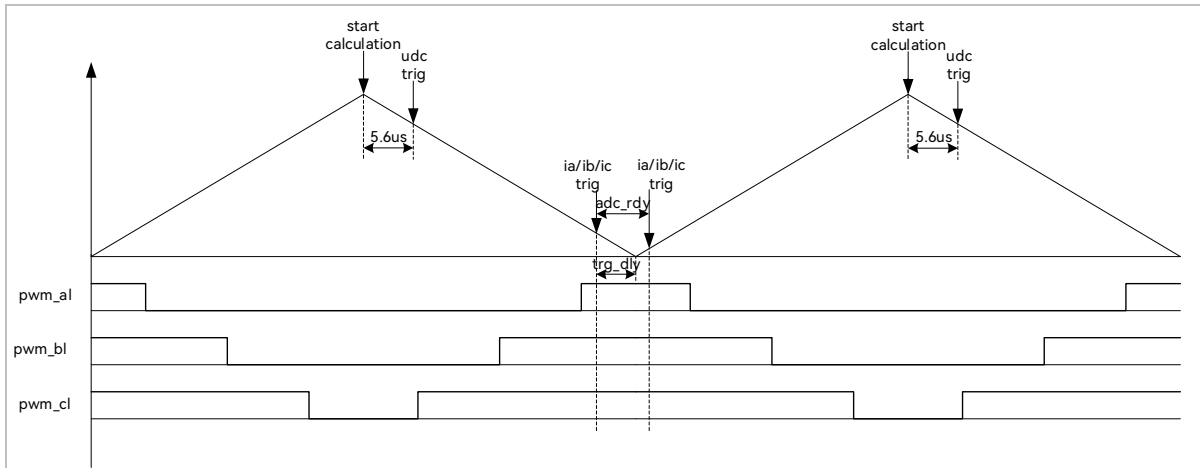 start
calculation
udc
trig
5.6us
ia/ib/ic
trig
adc_rdy
ia/ib/ic
trig
trg_dly
start
calculation
udc
trig
5.6us
pwm_al
pwm_bl
pwm_cl